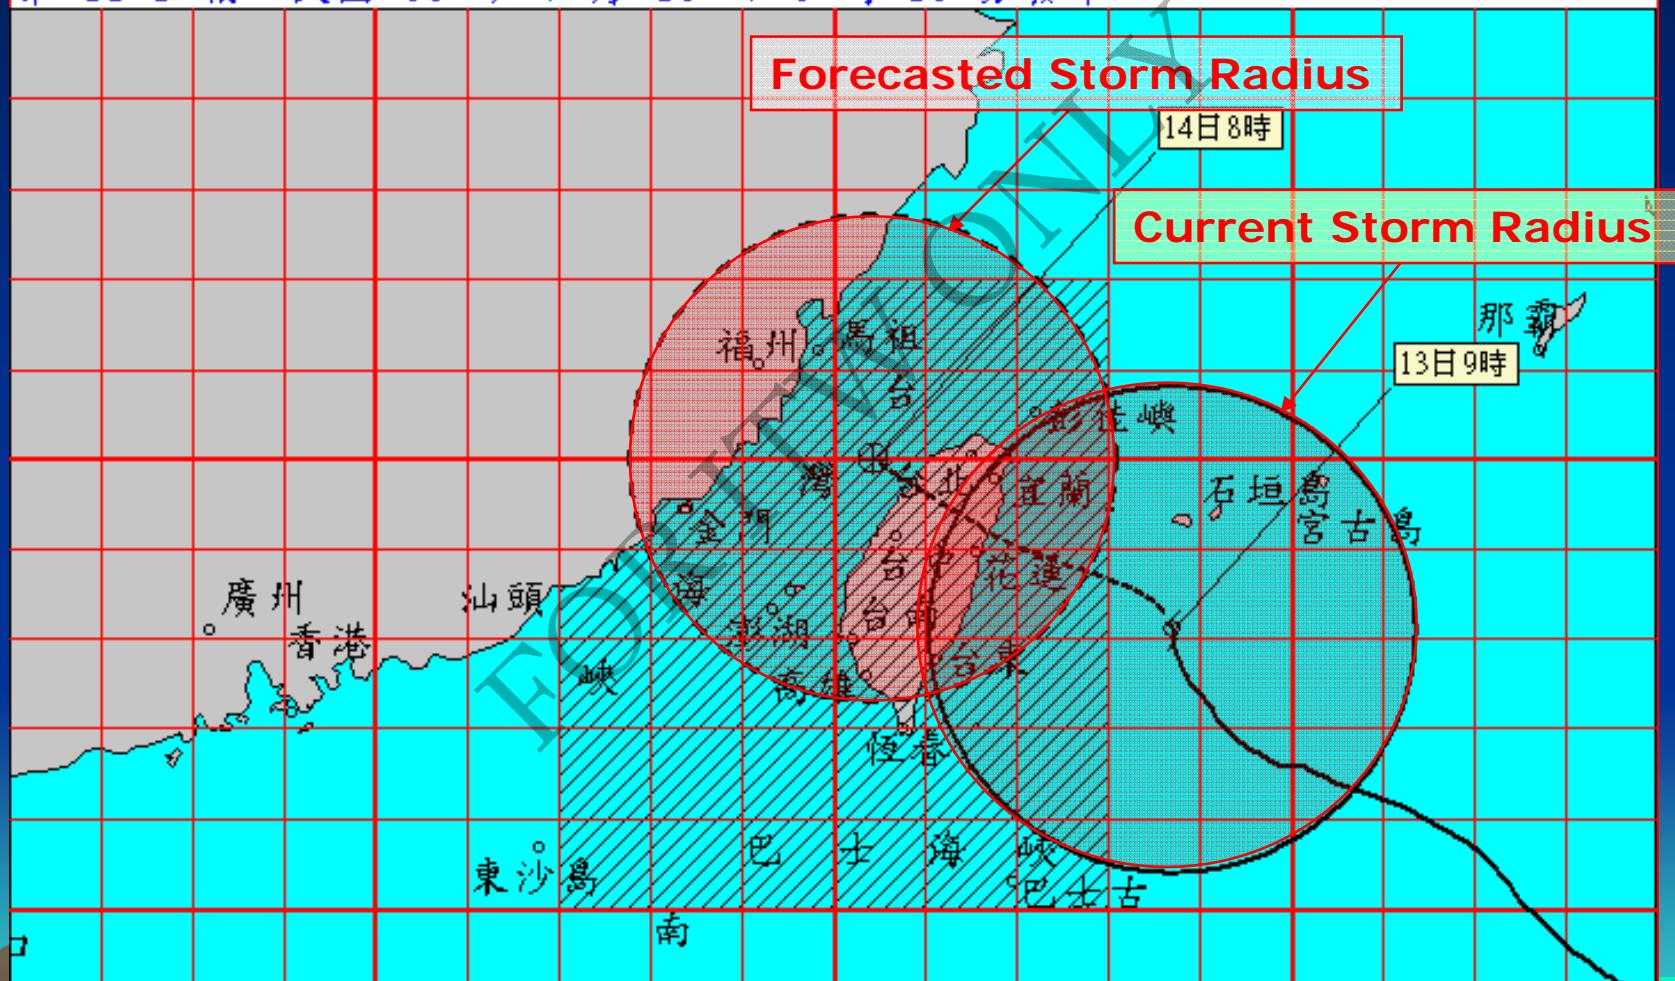 Forecasted Storm Radius
14日8時
Current Storm Radius
那霸
13日9時
福州
馬祖
台
彭佳嶼
灣
台北
宜蘭
石垣島
宮古島
金門
海
台中
花蓮
廣州
汕頭
香港
澎湖
台南
台東
峽
高雄
恆春
巴士海峽
東沙島
巴士古
南
FOR ITW ONLY